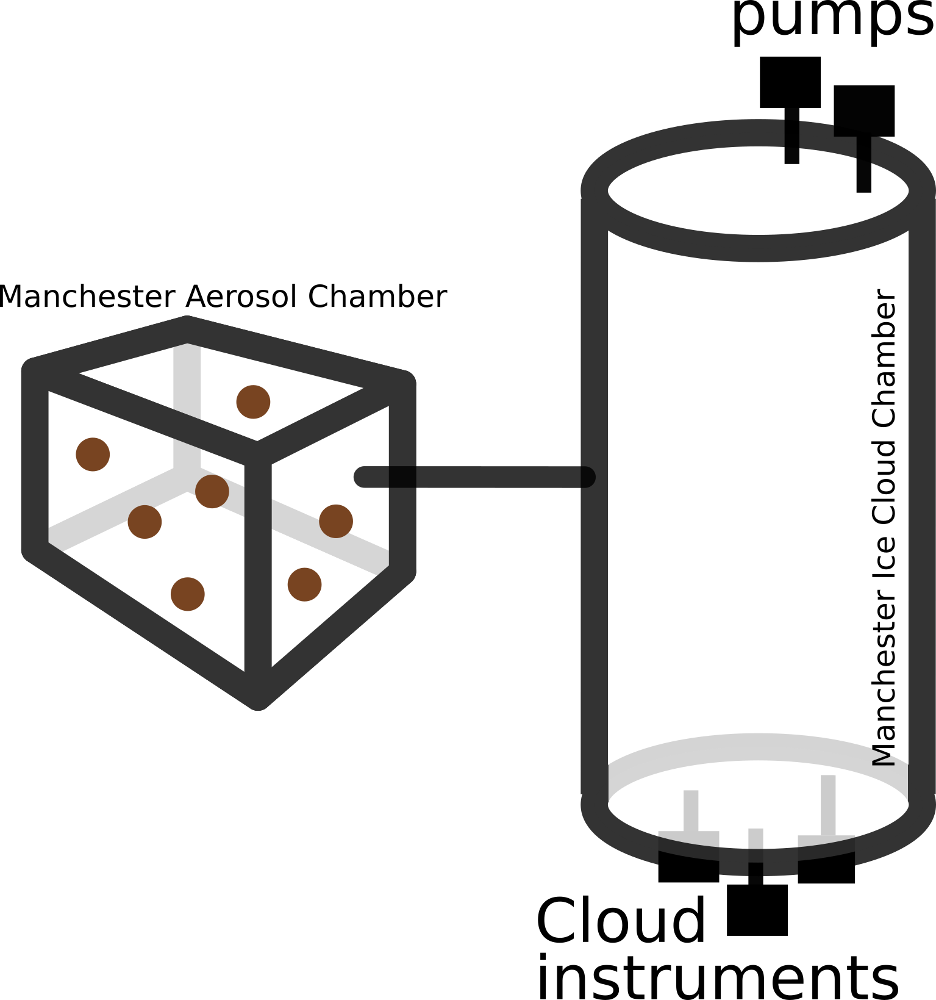 pumps
Manchester Aerosol Chamber
Manchester Ice Cloud Chamber
Cloud
instruments